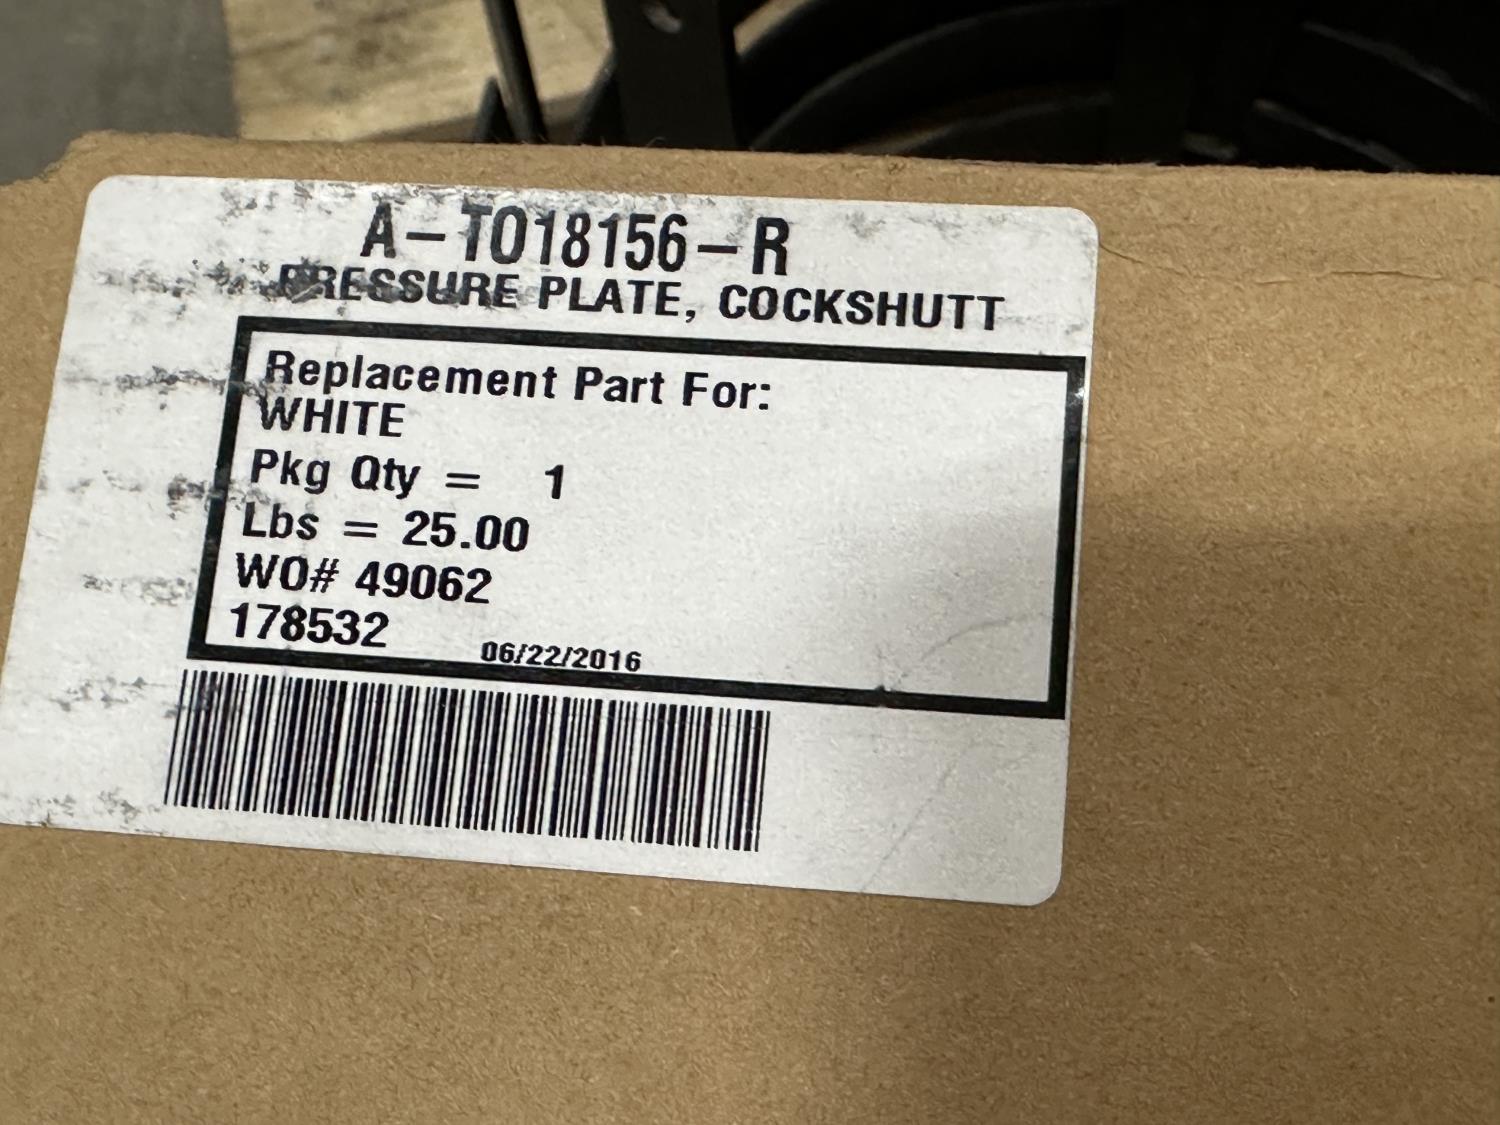 A-TO18156-R
PRESSURE PLATE, COCKSHUTT
Replacement Part For:
WHITE
Pkg Qty = 1
Lbs = 25.00
WO# 49062
178532
06/22/2016